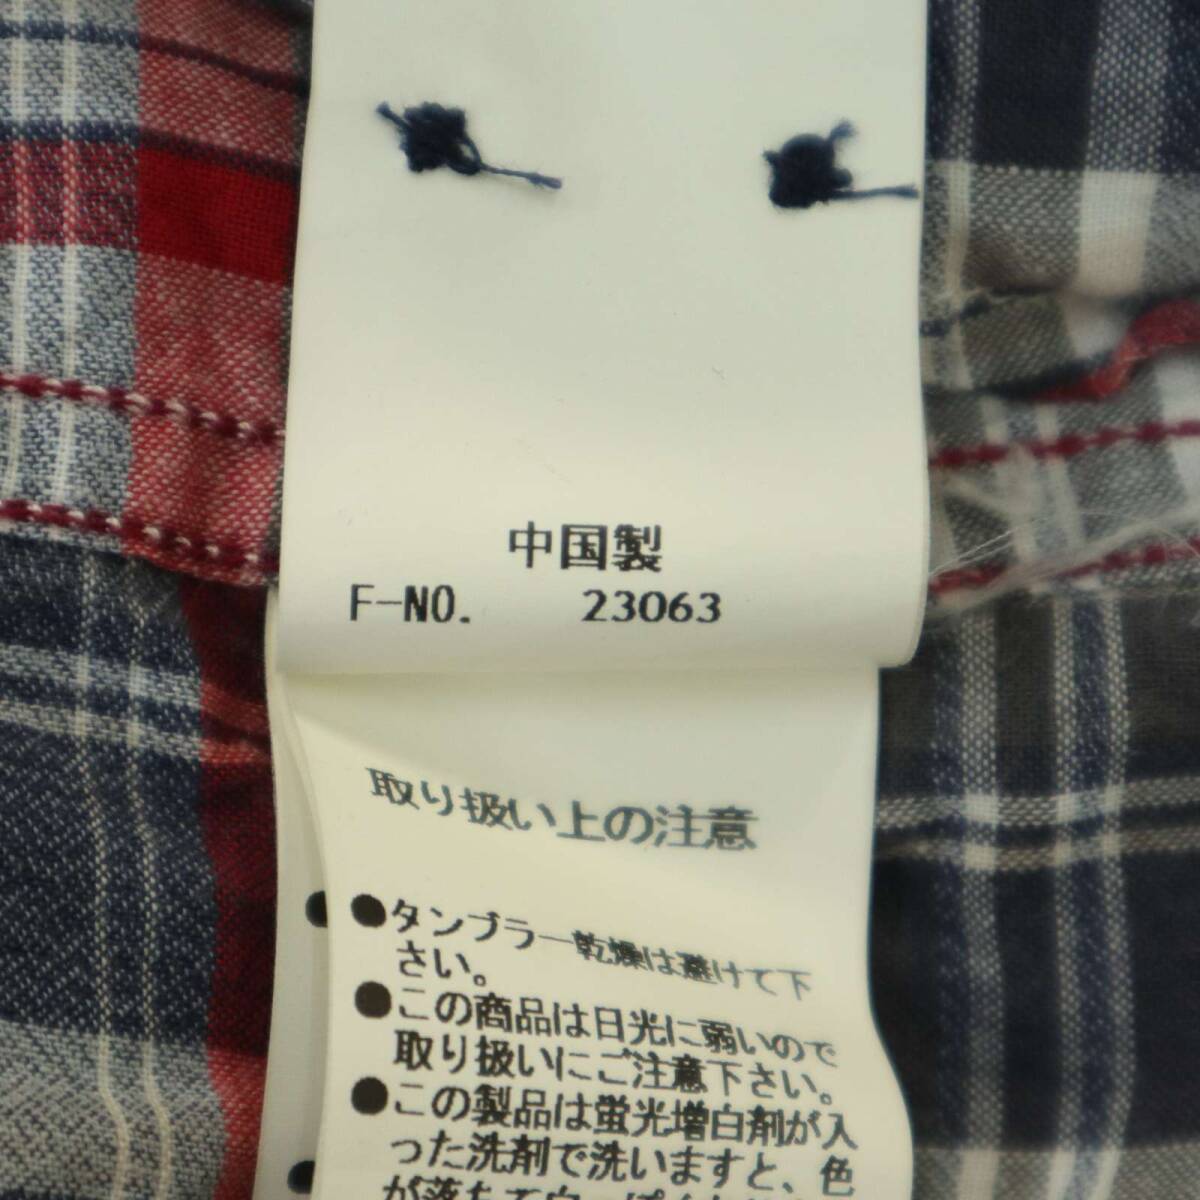 中国製
F-NO. 23063
取り扱い上の注意
●タンブラー乾燥は避けて下
さい。
●この商品は日光に弱いので
取り扱いにご注意下さい。
●この製品は蛍光増白剤が入
った洗剤で洗いますと、色